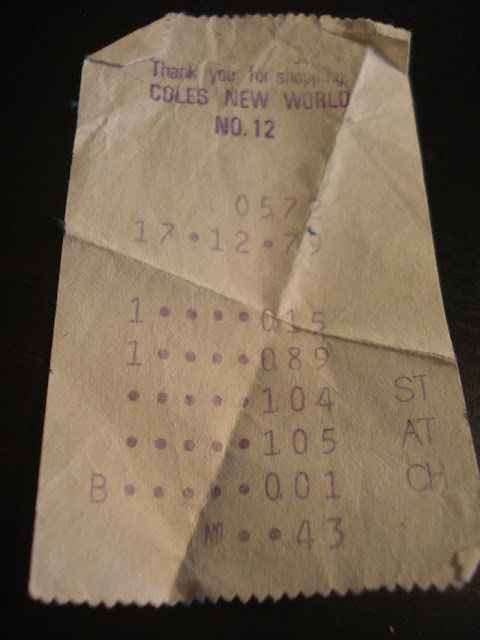 Thank you for shopping
COLES NEW WORLD
NO. 12
0572
17•12•79
1••••015
1••••089
•••••104 ST
•••••105 AT
B•••••001 CH
NO••43